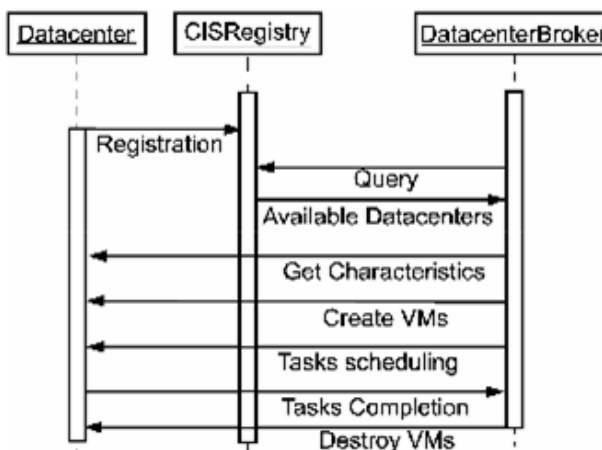 Datacenter
CISRegistry
DatacenterBroker
Registration
Query
Available Datacenters
Get Characteristics
Create VMs
Tasks scheduling
Tasks Completion
Destroy VMs